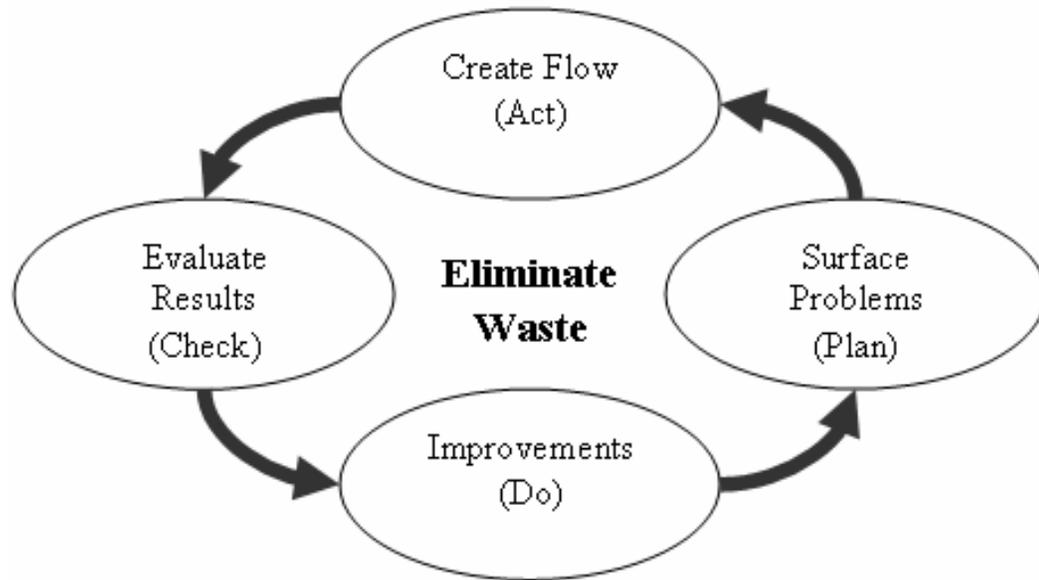 Create Flow
(Act)
Evaluate
Results
(Check)
Eliminate
Waste
Surface
Problems
(Plan)
Improvements
(Do)